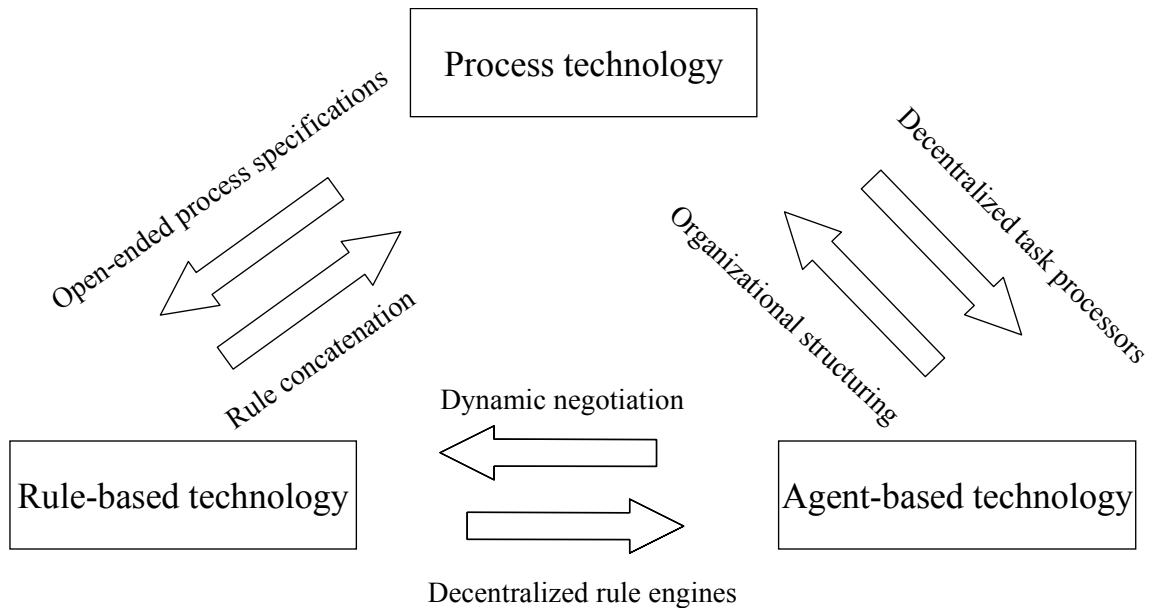 Process technology
Open-ended process specifications
Rule concatenation
Decentralized task processors
Organizational structuring
Dynamic negotiation
Rule-based technology
Agent-based technology
Decentralized rule engines